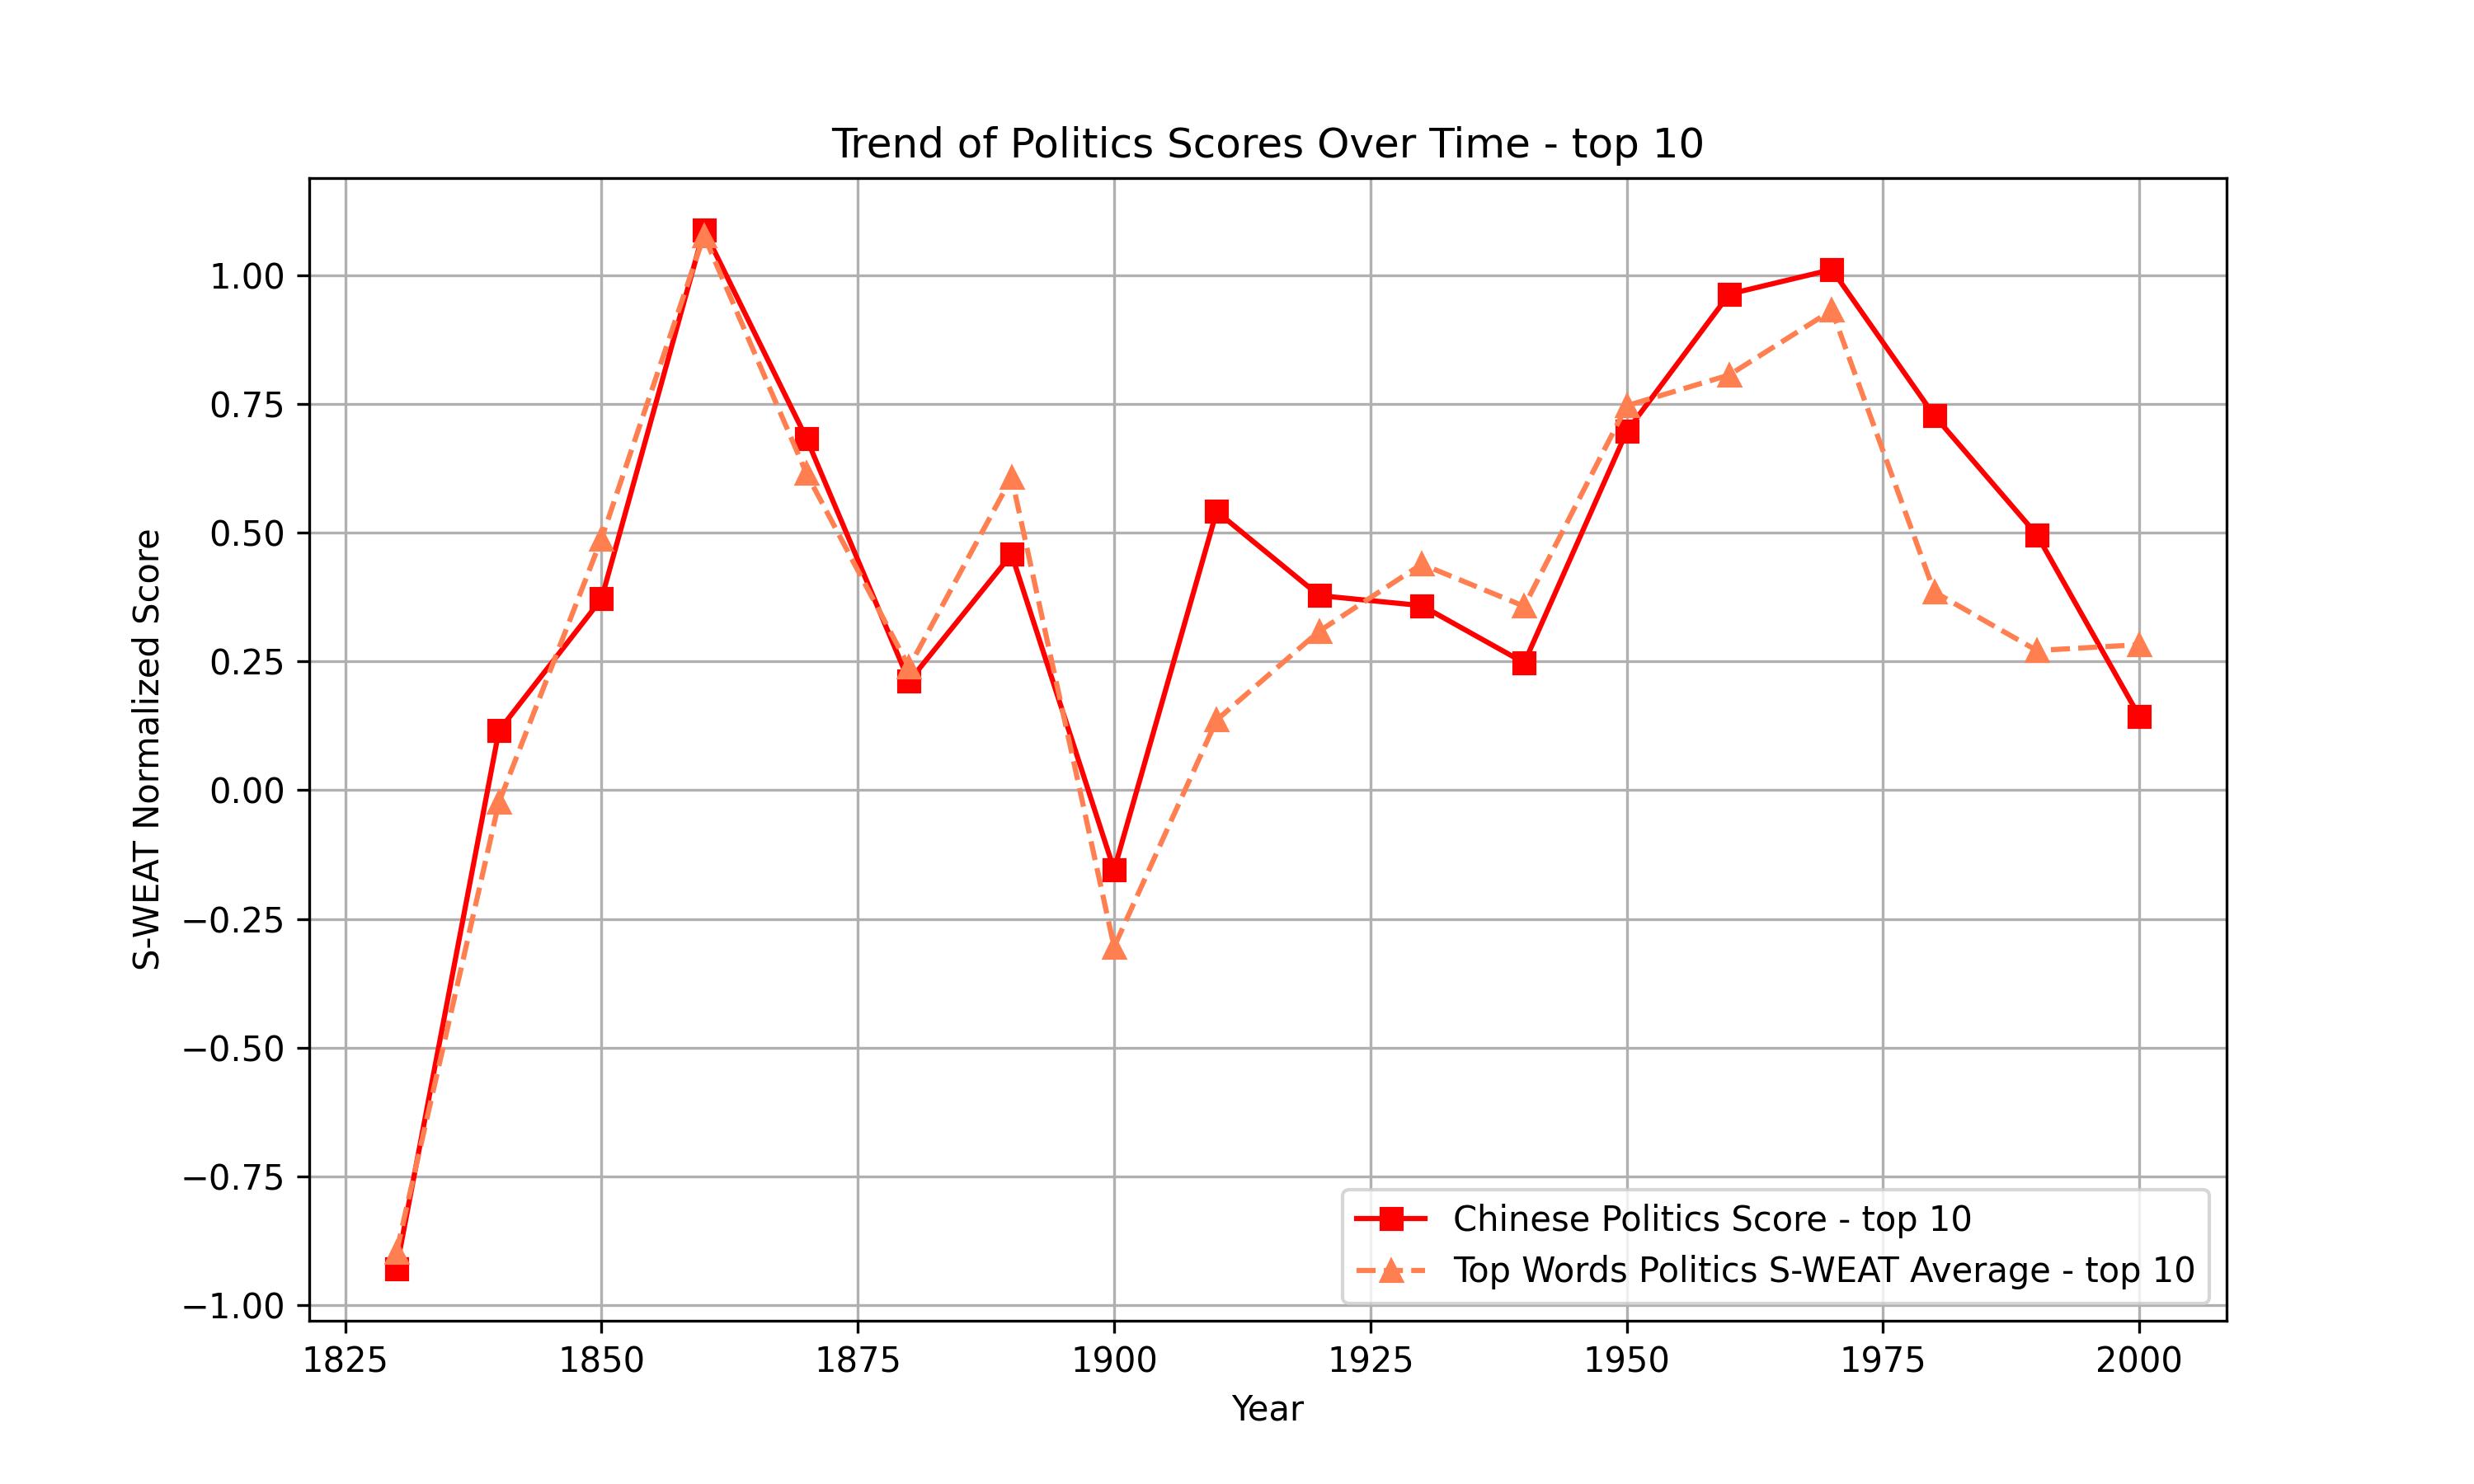 Trend of Politics Scores Over Time - top 10
S-WEAT Normalized Score
1.00
0.75
0.50
0.25
0.00
−0.25
−0.50
−0.75
−1.00
Chinese Politics Score - top 10
Top Words Politics S-WEAT Average - top 10
1825 1850 1875 1900 1925 1950 1975 2000
Year